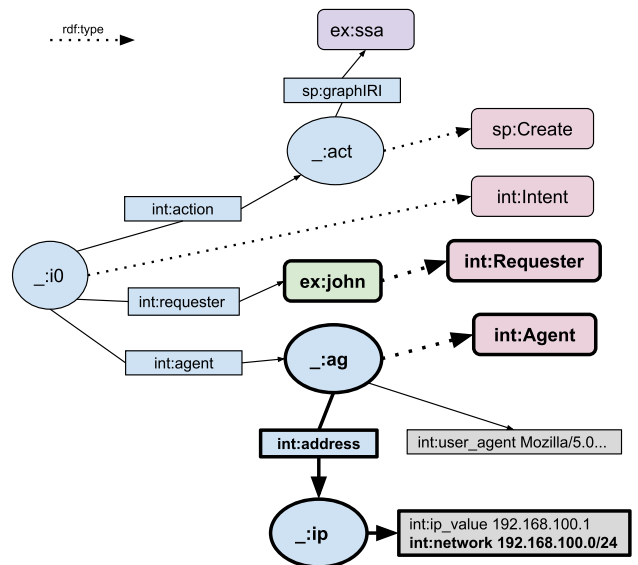 rdf:type
ex:ssa
sp:graphIRI
_:act
sp:Create
int:action
int:Intent
_:i0
int:requester
ex:john
int:Requester
int:agent
_:ag
int:Agent
int:address
int:user_agent Mozilla/5.0...
_:ip
int:ip_value 192.168.100.1
int:network 192.168.100.0/24